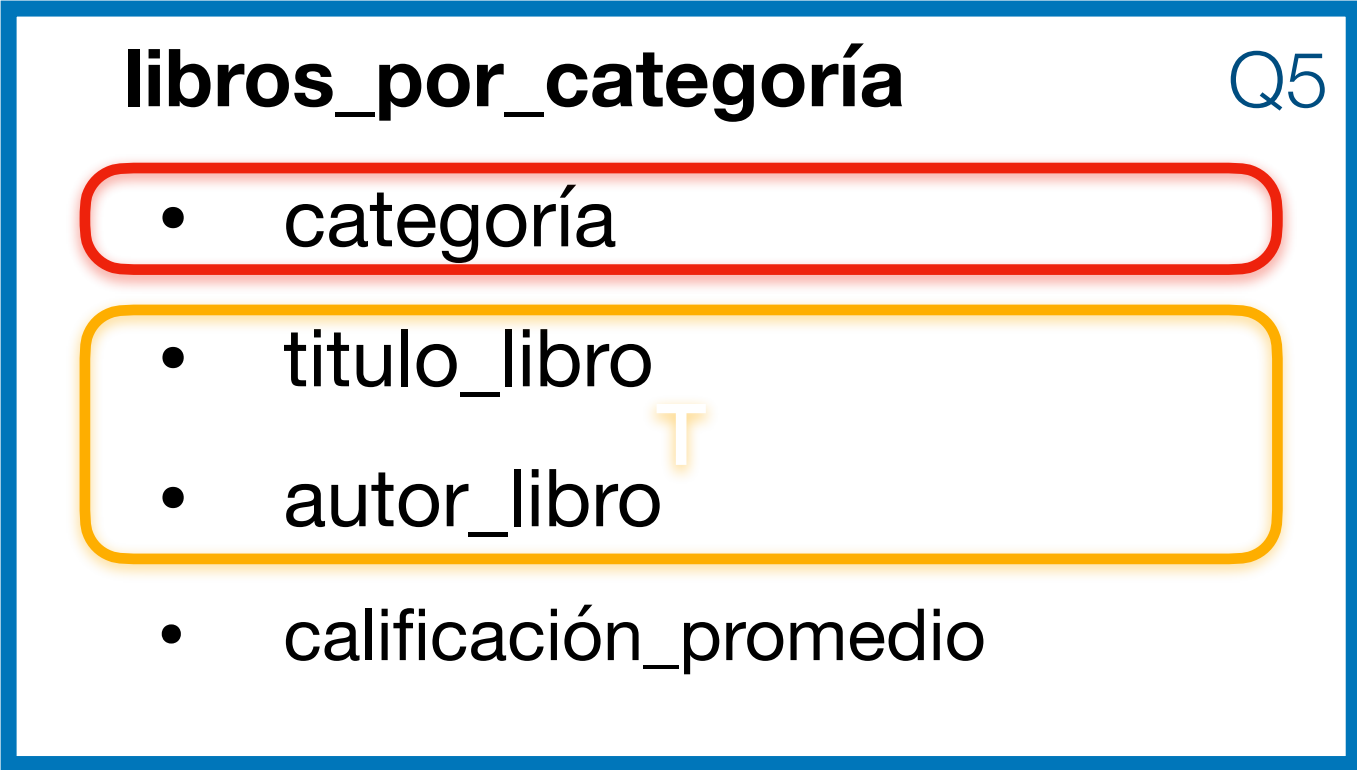 libros_por_categoría Q5
• categoría
• titulo_libro
T
• autor_libro
• calificación_promedio